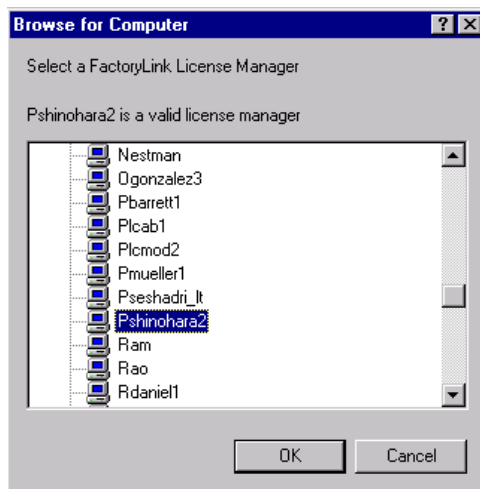 Browse for Computer
Select a FactoryLink License Manager
Pshinohara2 is a valid license manager
Nestman
Ogonzalez3
Pbarrett1
Plcab1
Plcmod2
Pmueller1
Pseshadri_lt
Pshinohara2
Ram
Rao
Rdaniel1
OK
Cancel